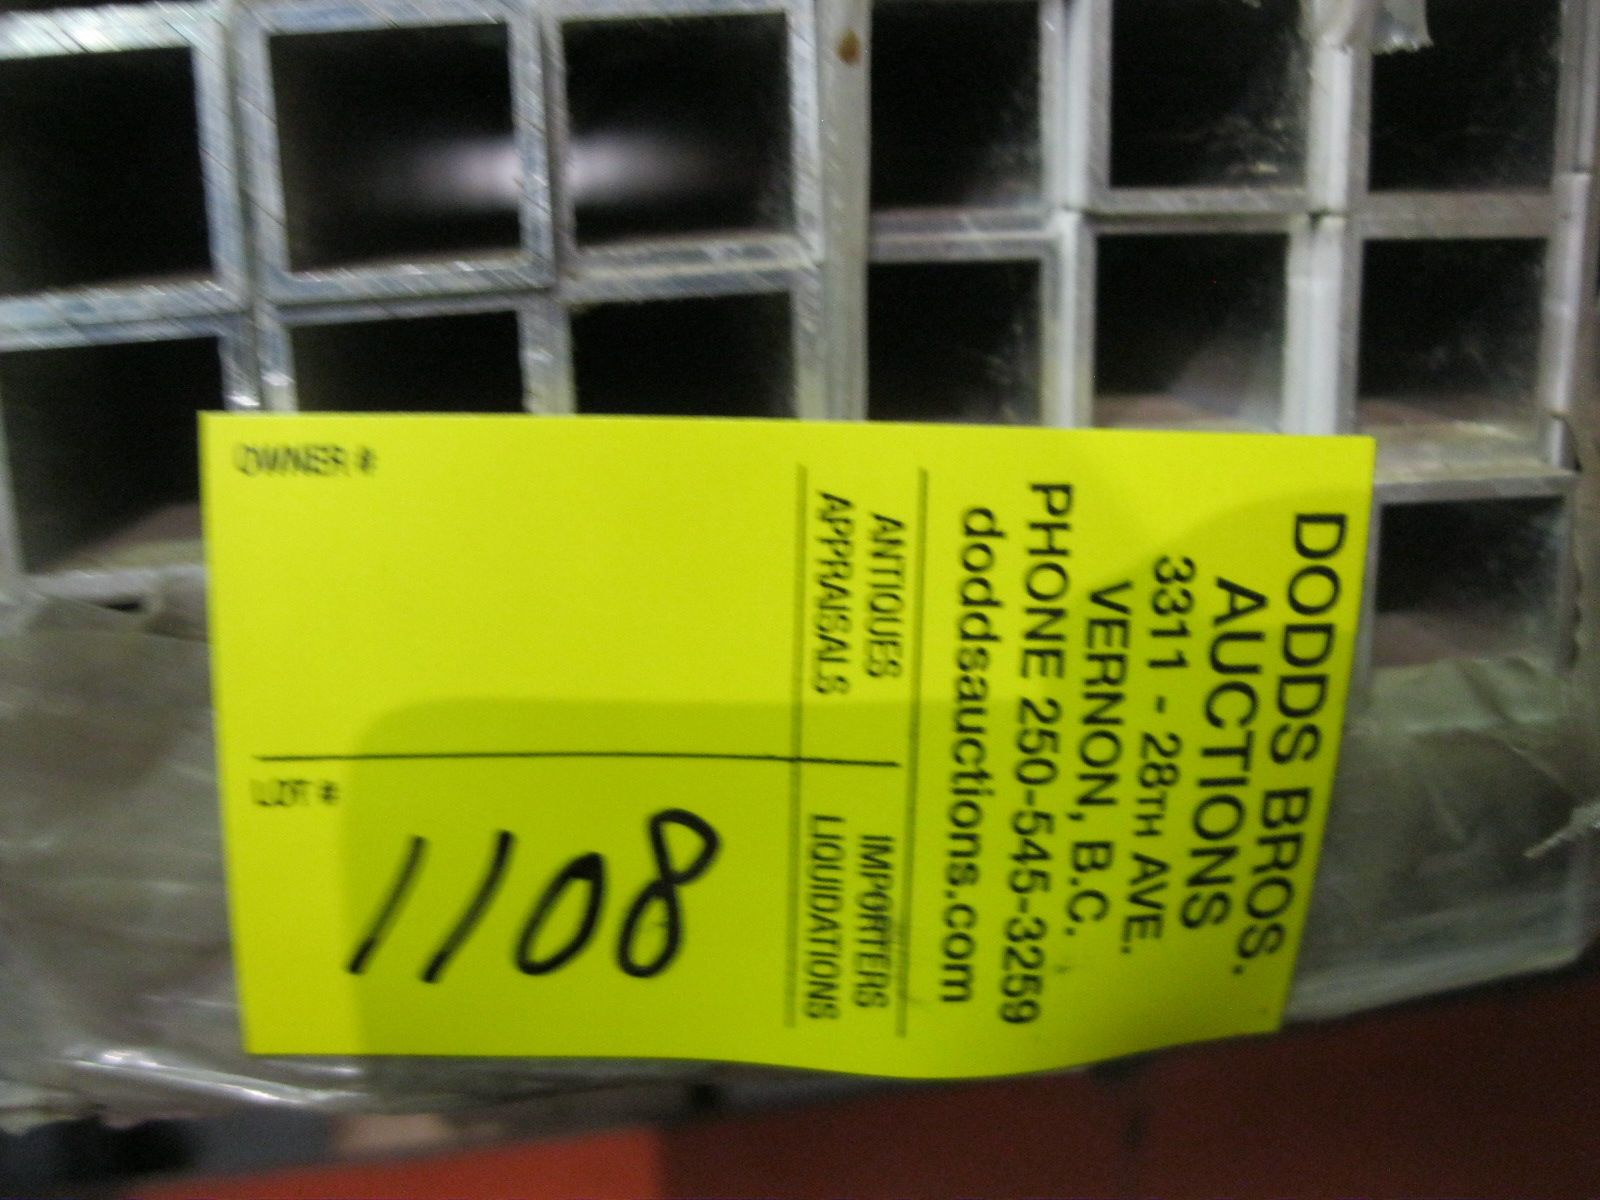 DODDS BROS.
AUCTIONS
3311 - 28TH AVE.
VERNON, B.C.
PHONE 250-545-3259
doddsauctions.com
ANTIQUES IMPORTERS
APPRAISALS LIQUIDATIONS
OWNER #
LOT #
1108